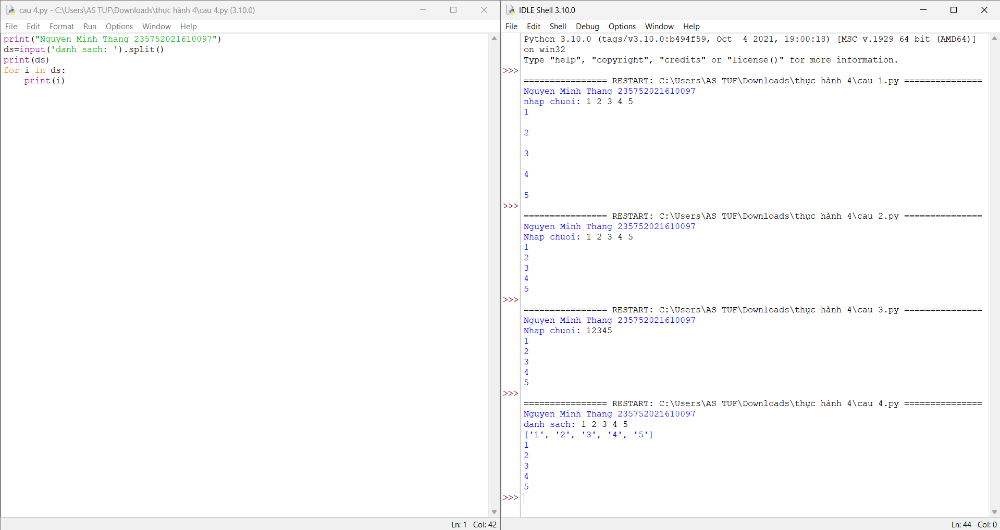 cau 4.py - C:\Users\AS TUF\Downloads\thực hành 4\cau 4.py (3.10.0)
File Edit Format Run Options Window Help
print("Nguyen Minh Thang 235752021610097")
ds=input('danh sach: ').split()
print(ds)
for i in ds:
    print(i)
Ln: 1 Col: 42
IDLE Shell 3.10.0
File Edit Shell Debug Options Window Help
Python 3.10.0 (tags/v3.10.0:b494f59, Oct  4 2021, 19:00:18) [MSC v.1929 64 bit (AMD64)]
on win32
Type "help", "copyright", "credits" or "license()" for more information.
>>>
================ RESTART: C:\Users\AS TUF\Downloads\thực hành 4\cau 1.py ===============
Nguyen Minh Thang 235752021610097
nhap chuoi: 1 2 3 4 5
1
2
3
4
5
>>>
================ RESTART: C:\Users\AS TUF\Downloads\thực hành 4\cau 2.py ===============
Nguyen Minh Thang 235752021610097
Nhap chuoi: 1 2 3 4 5
1
2
3
4
5
>>>
================ RESTART: C:\Users\AS TUF\Downloads\thực hành 4\cau 3.py ===============
Nguyen Minh Thang 235752021610097
Nhap chuoi: 12345
1
2
3
4
5
>>>
================ RESTART: C:\Users\AS TUF\Downloads\thực hành 4\cau 4.py ===============
Nguyen Minh Thang 235752021610097
danh sach: 1 2 3 4 5
['1', '2', '3', '4', '5']
1
2
3
4
5
>>>
Ln: 44 Col: 0